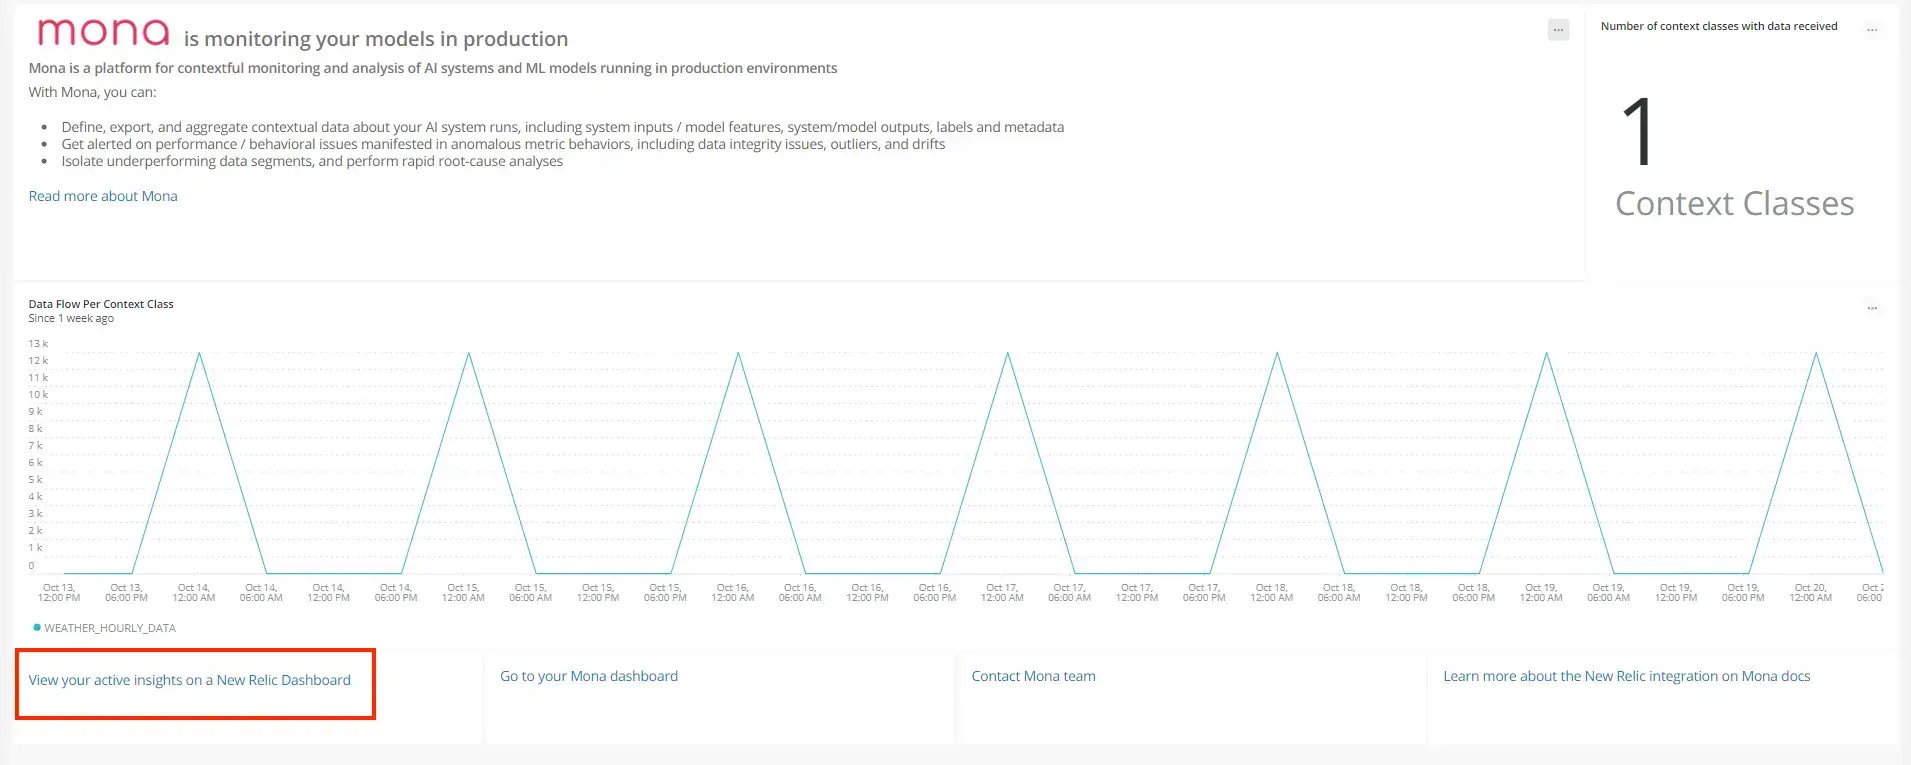 mona is monitoring your models in production
Mona is a platform for contextful monitoring and analysis of AI systems and ML models running in production environments
With Mona, you can:
• Define, export, and aggregate contextual data about your AI system runs, including system inputs / model features, system/model outputs, labels and metadata
• Get alerted on performance / behavioral issues manifested in anomalous metric behaviors, including data integrity issues, outliers, and drifts
• Isolate underperforming data segments, and perform rapid root-cause analyses
Read more about Mona
...
Number of context classes with data received
...
1
Context Classes
Data Flow Per Context Class
...
Since 1 week ago
13 k
12 k
11 k
10 k
9 k
8 k
7 k
6 k
5 k
4 k
3 k
2 k
1 k
0
Oct 13, Oct 13, Oct 14, Oct 14, Oct 14, Oct 14, Oct 15, Oct 15, Oct 15, Oct 15, Oct 16, Oct 16, Oct 16, Oct 16, Oct 17, Oct 17, Oct 17, Oct 17, Oct 18, Oct 18, Oct 18, Oct 18, Oct 19, Oct 19, Oct 19, Oct 19, Oct 20, Oct 2
12:00 PM 06:00 PM 12:00 AM 06:00 AM 12:00 PM 06:00 PM 12:00 AM 06:00 AM 12:00 PM 06:00 PM 12:00 AM 06:00 AM 12:00 PM 06:00 PM 12:00 AM 06:00 AM 12:00 PM 06:00 PM 12:00 AM 06:00 AM 12:00 PM 06:00 PM 12:00 AM 06:00 AM 12:00 PM 06:00 PM 12:00 AM 06:00
WEATHER_HOURLY_DATA
View your active insights on a New Relic Dashboard
Go to your Mona dashboard
Contact Mona team
Learn more about the New Relic integration on Mona docs